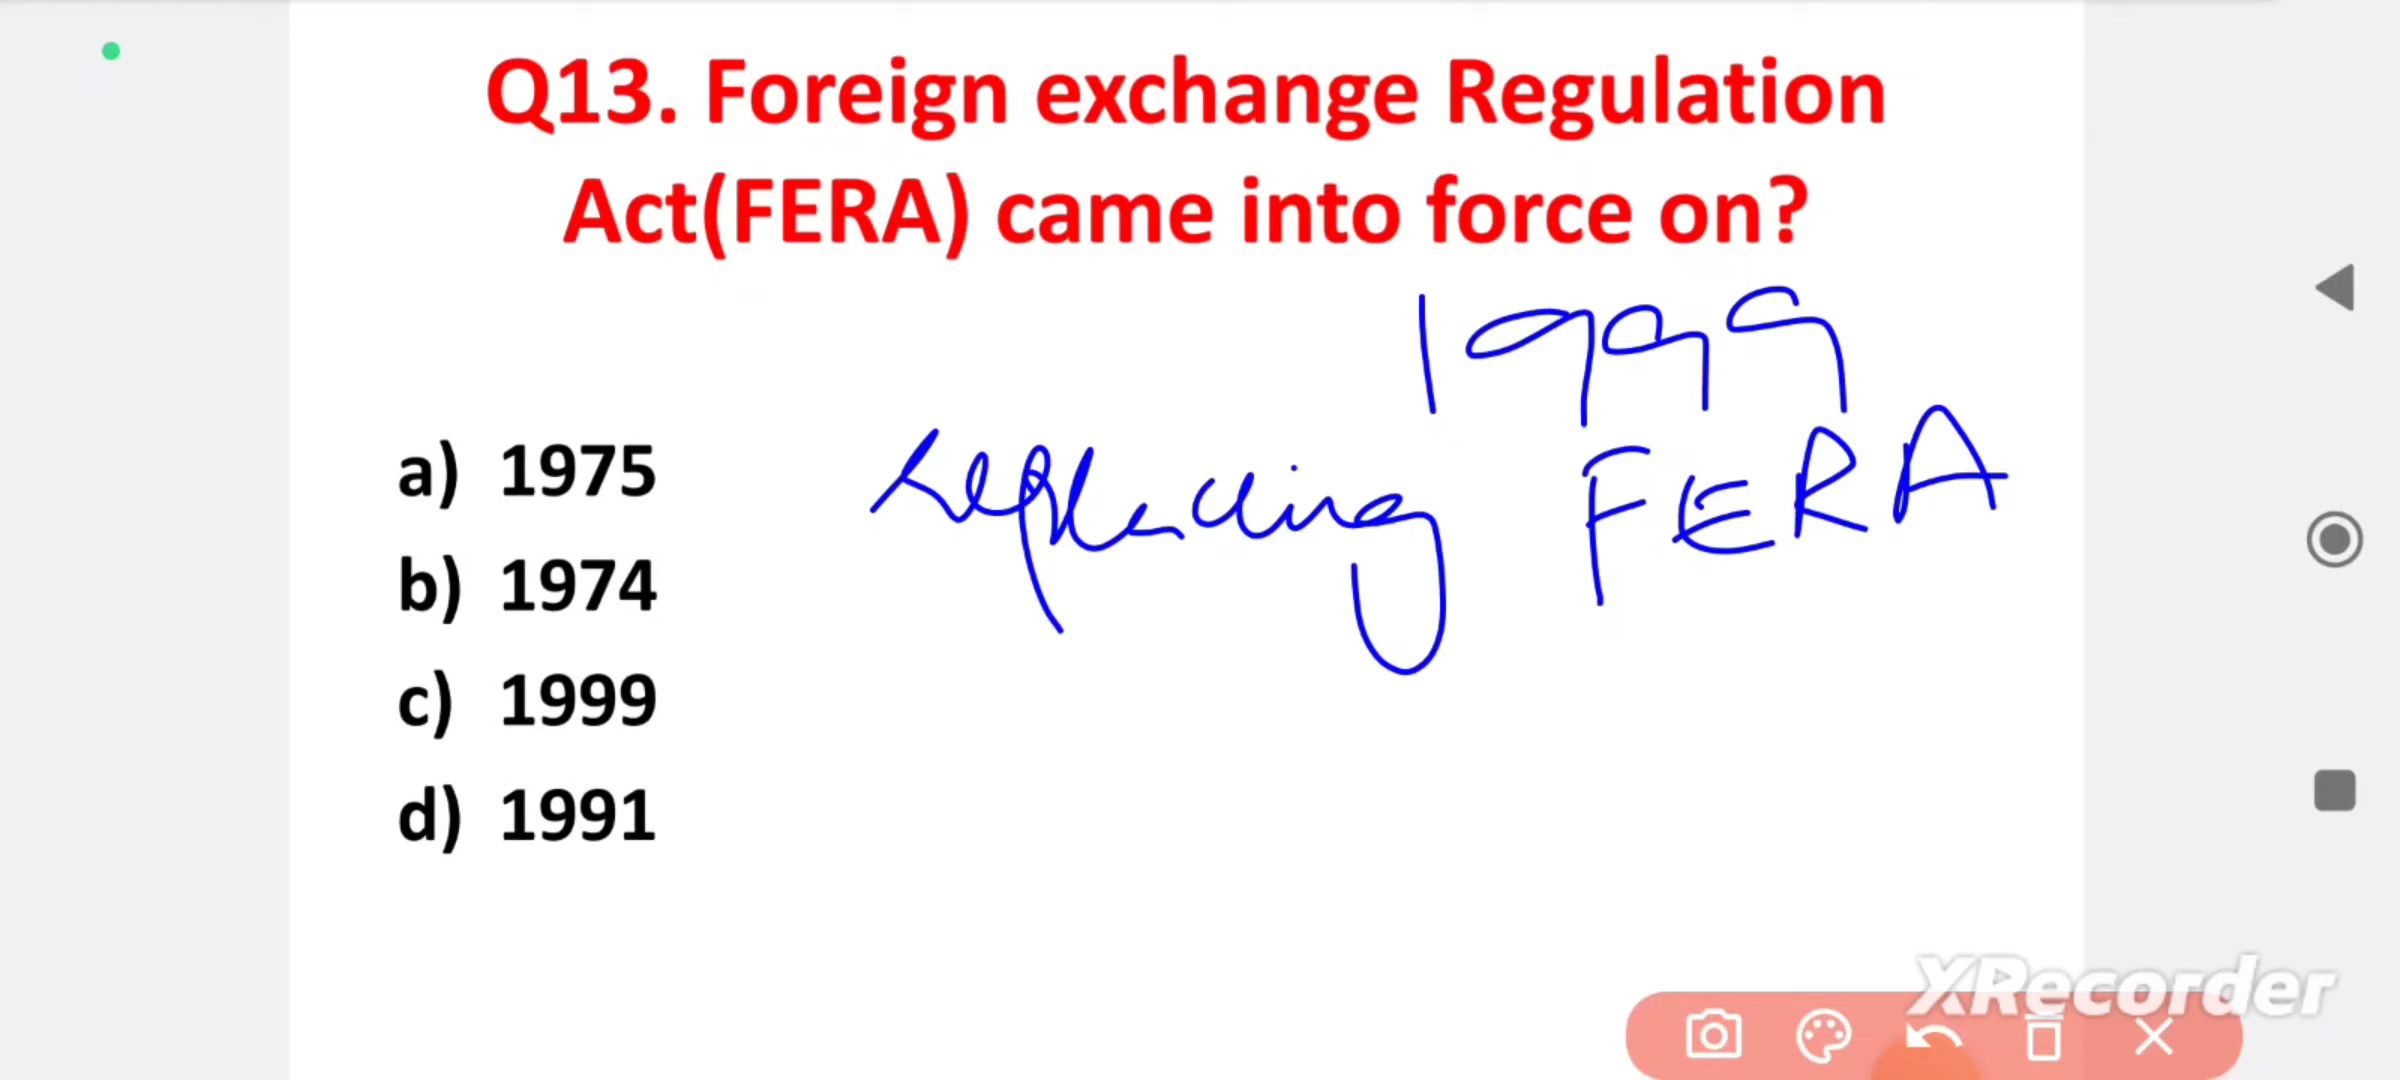 Q13. Foreign exchange Regulation
Act(FERA) came into force on?
1999
replacing FERA
a) 1975
b) 1974
c) 1999
d) 1991
XRecorder